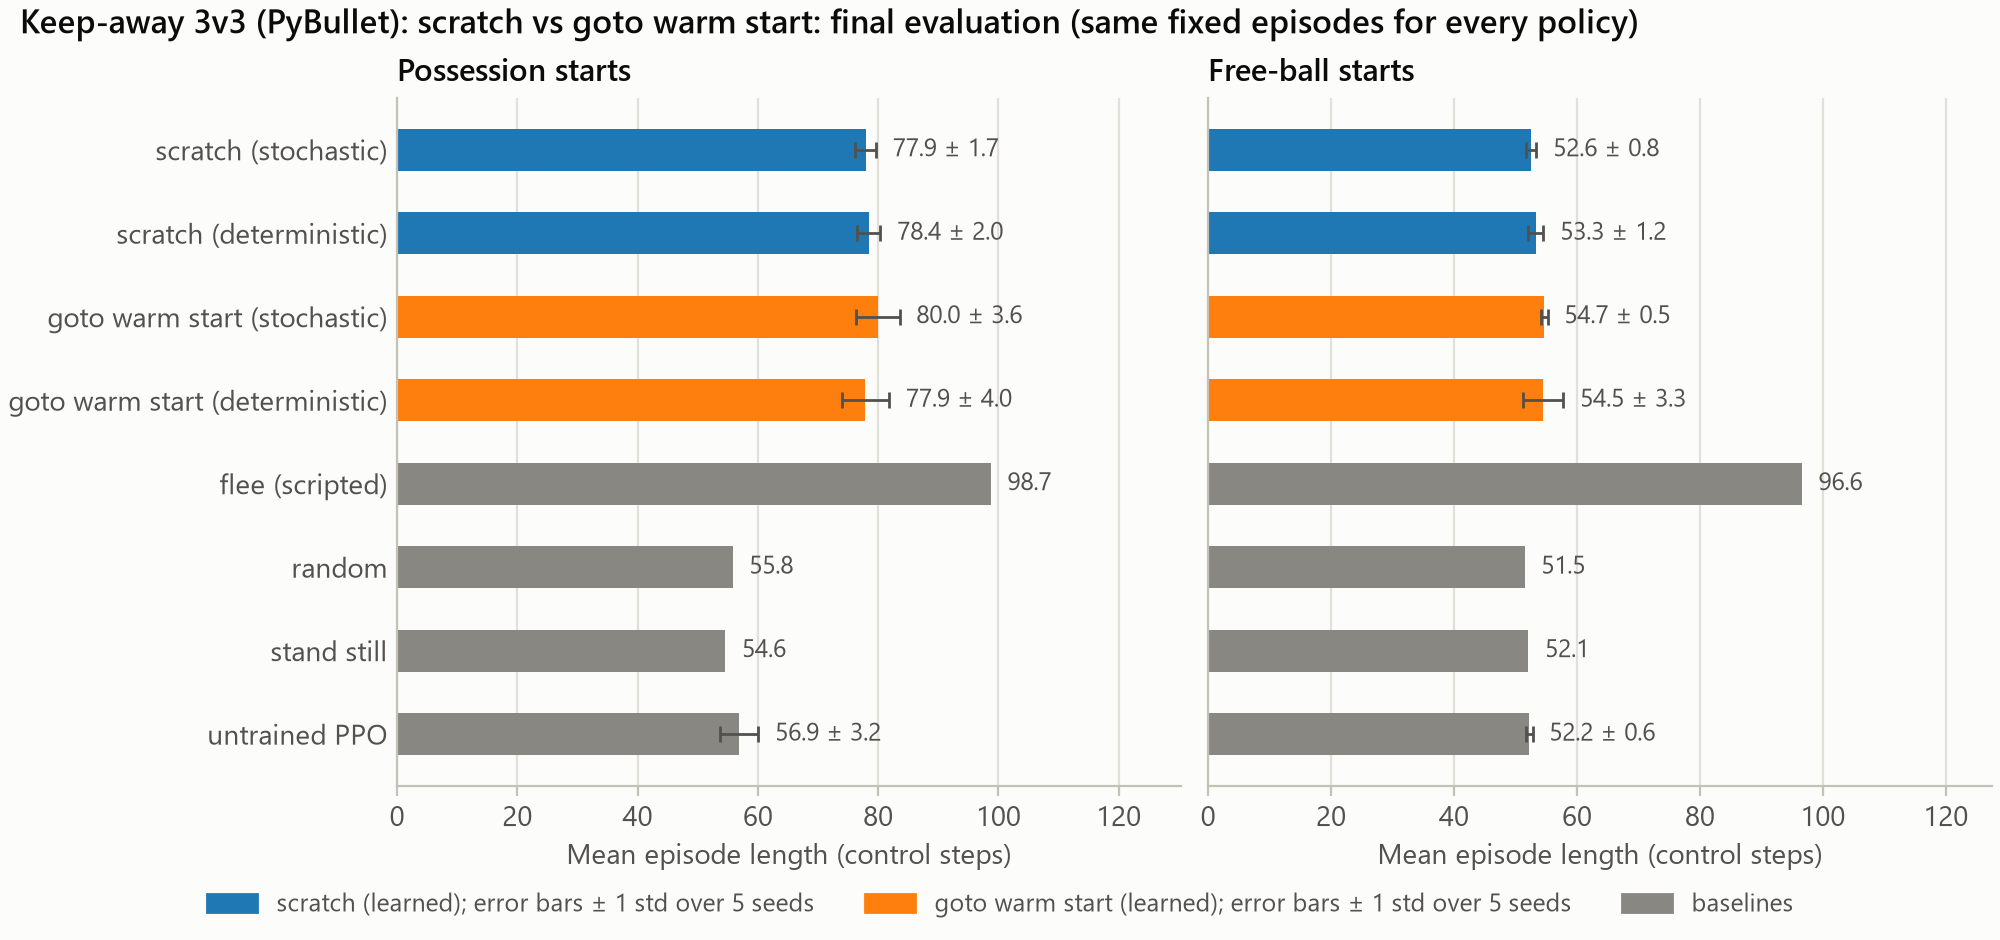 Keep-away 3v3 (PyBullet): scratch vs goto warm start: final evaluation (same fixed episodes for every policy)
Possession starts
scratch (stochastic) 77.9 ± 1.7
scratch (deterministic) 78.4 ± 2.0
goto warm start (stochastic) 80.0 ± 3.6
goto warm start (deterministic) 77.9 ± 4.0
flee (scripted) 98.7
random 55.8
stand still 54.6
untrained PPO 56.9 ± 3.2
0 20 40 60 80 100 120
Mean episode length (control steps)
Free-ball starts
52.6 ± 0.8
53.3 ± 1.2
54.7 ± 0.5
54.5 ± 3.3
96.6
51.5
52.1
52.2 ± 0.6
0 20 40 60 80 100 120
Mean episode length (control steps)
scratch (learned); error bars ± 1 std over 5 seeds
goto warm start (learned); error bars ± 1 std over 5 seeds
baselines